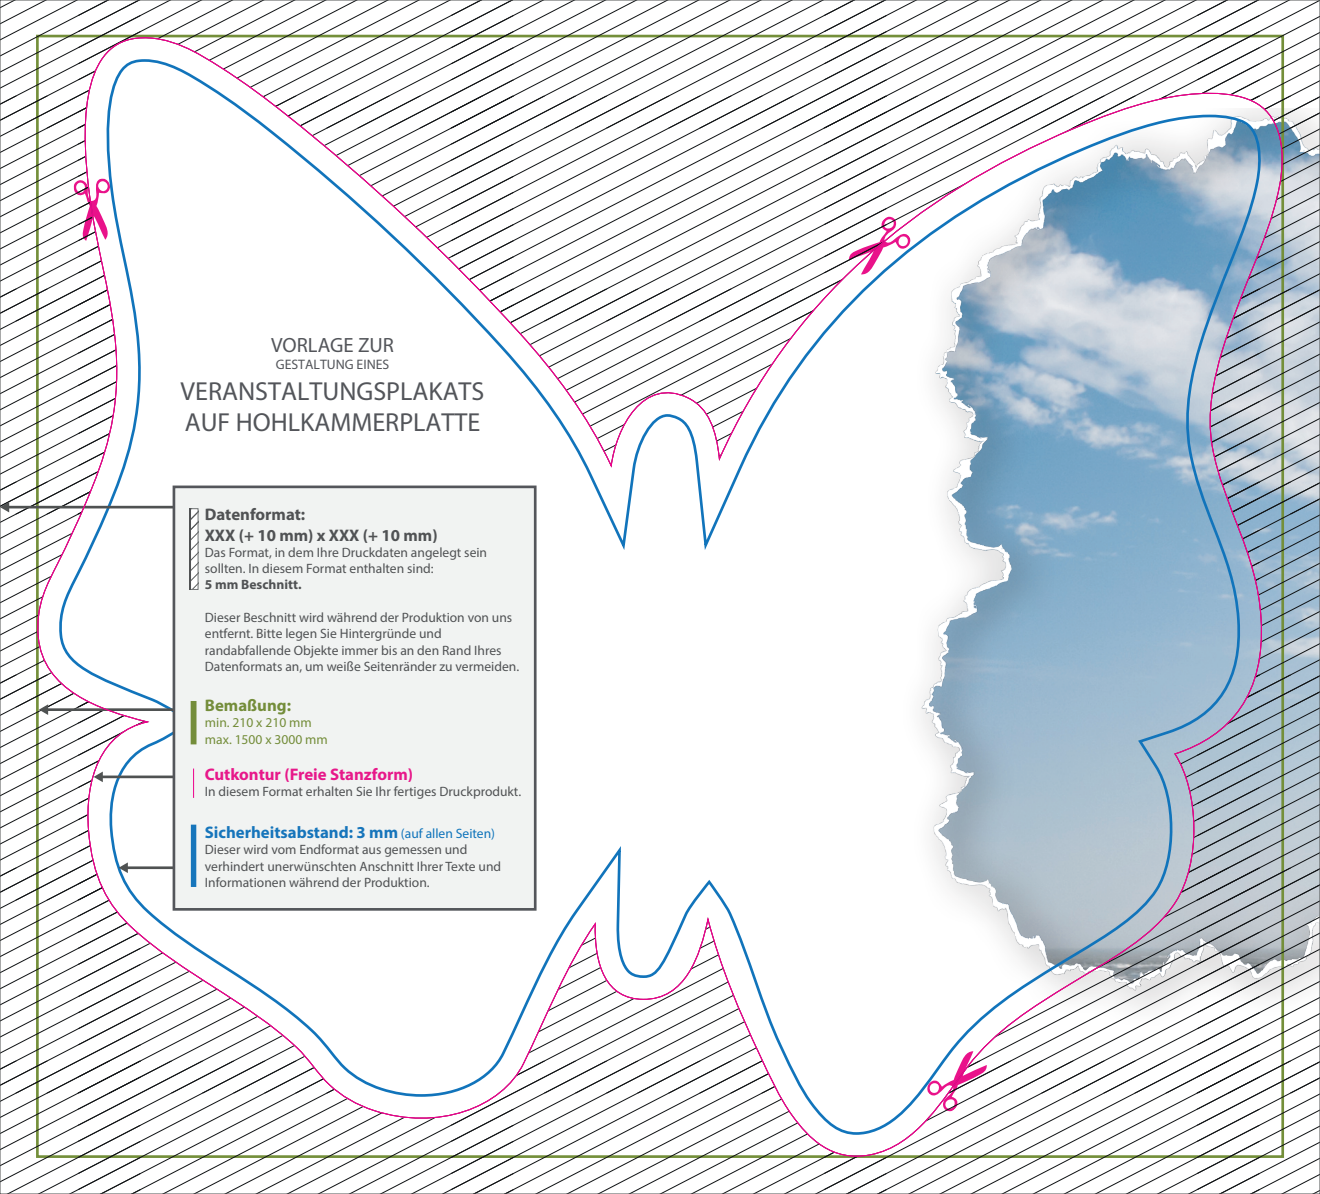 VORLAGE ZUR
GESTALTUNG EINES
VERANSTALTUNGSPLAKATS
AUF HOHLKAMMERPLATTE
Datenformat:
XXX (+ 10 mm) x XXX (+ 10 mm)
Das Format, in dem Ihre Druckdaten angelegt sein
sollten. In diesem Format enthalten sind:
5 mm Beschnitt.
Dieser Beschnitt wird während der Produktion von uns
entfernt. Bitte legen Sie Hintergründe und
randabfallende Objekte immer bis an den Rand Ihres
Datenformats an, um weiße Seitenränder zu vermeiden.
Bemaßung:
min. 210 x 210 mm
max. 1500 x 3000 mm
Cutkontur (Freie Stanzform)
In diesem Format erhalten Sie Ihr fertiges Druckprodukt.
Sicherheitsabstand: 3 mm (auf allen Seiten)
Dieser wird vom Endformat aus gemessen und
verhindert unerwünschten Anschnitt Ihrer Texte und
Informationen während der Produktion.